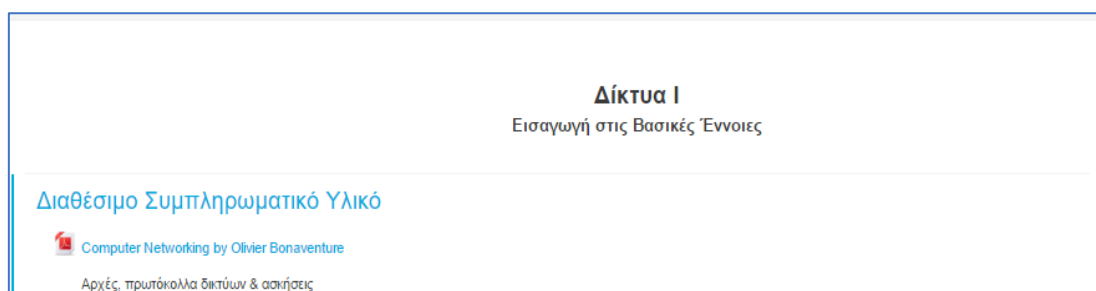 Δίκτυα Ι
Εισαγωγή στις Βασικές Έννοιες
Διαθέσιμο Συμπληρωματικό Υλικό
Computer Networking by Olivier Bonaventure
Αρχές, πρωτόκολλα δικτύων & ασκήσεις